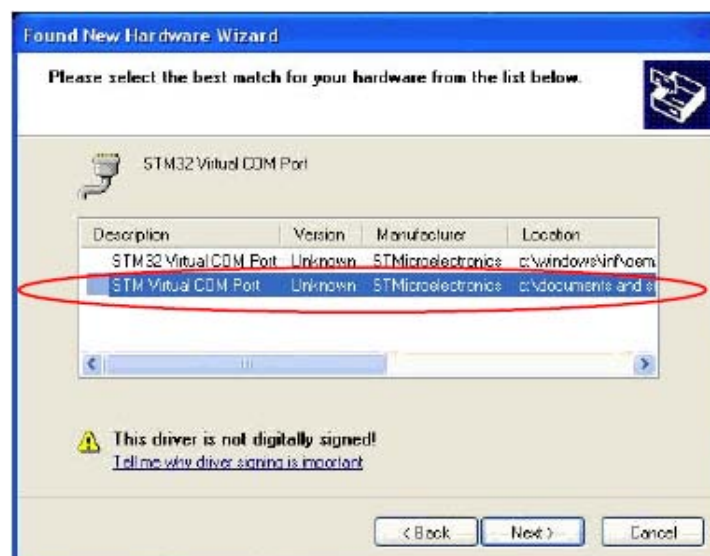 Found New Hardware Wizard
Please select the best match for your hardware from the list below.
STM32 Virtual COM Port
Description Version Manufacturer Location
STM32 Virtual COM Port Unknown STMicroelectronics c:\windows\inf\oem
STM Virtual COM Port Unknown STMicroelectronics c:\documents and s
This driver is not digitally signed!
Tell me why driver signing is important
< Back Next > Cancel